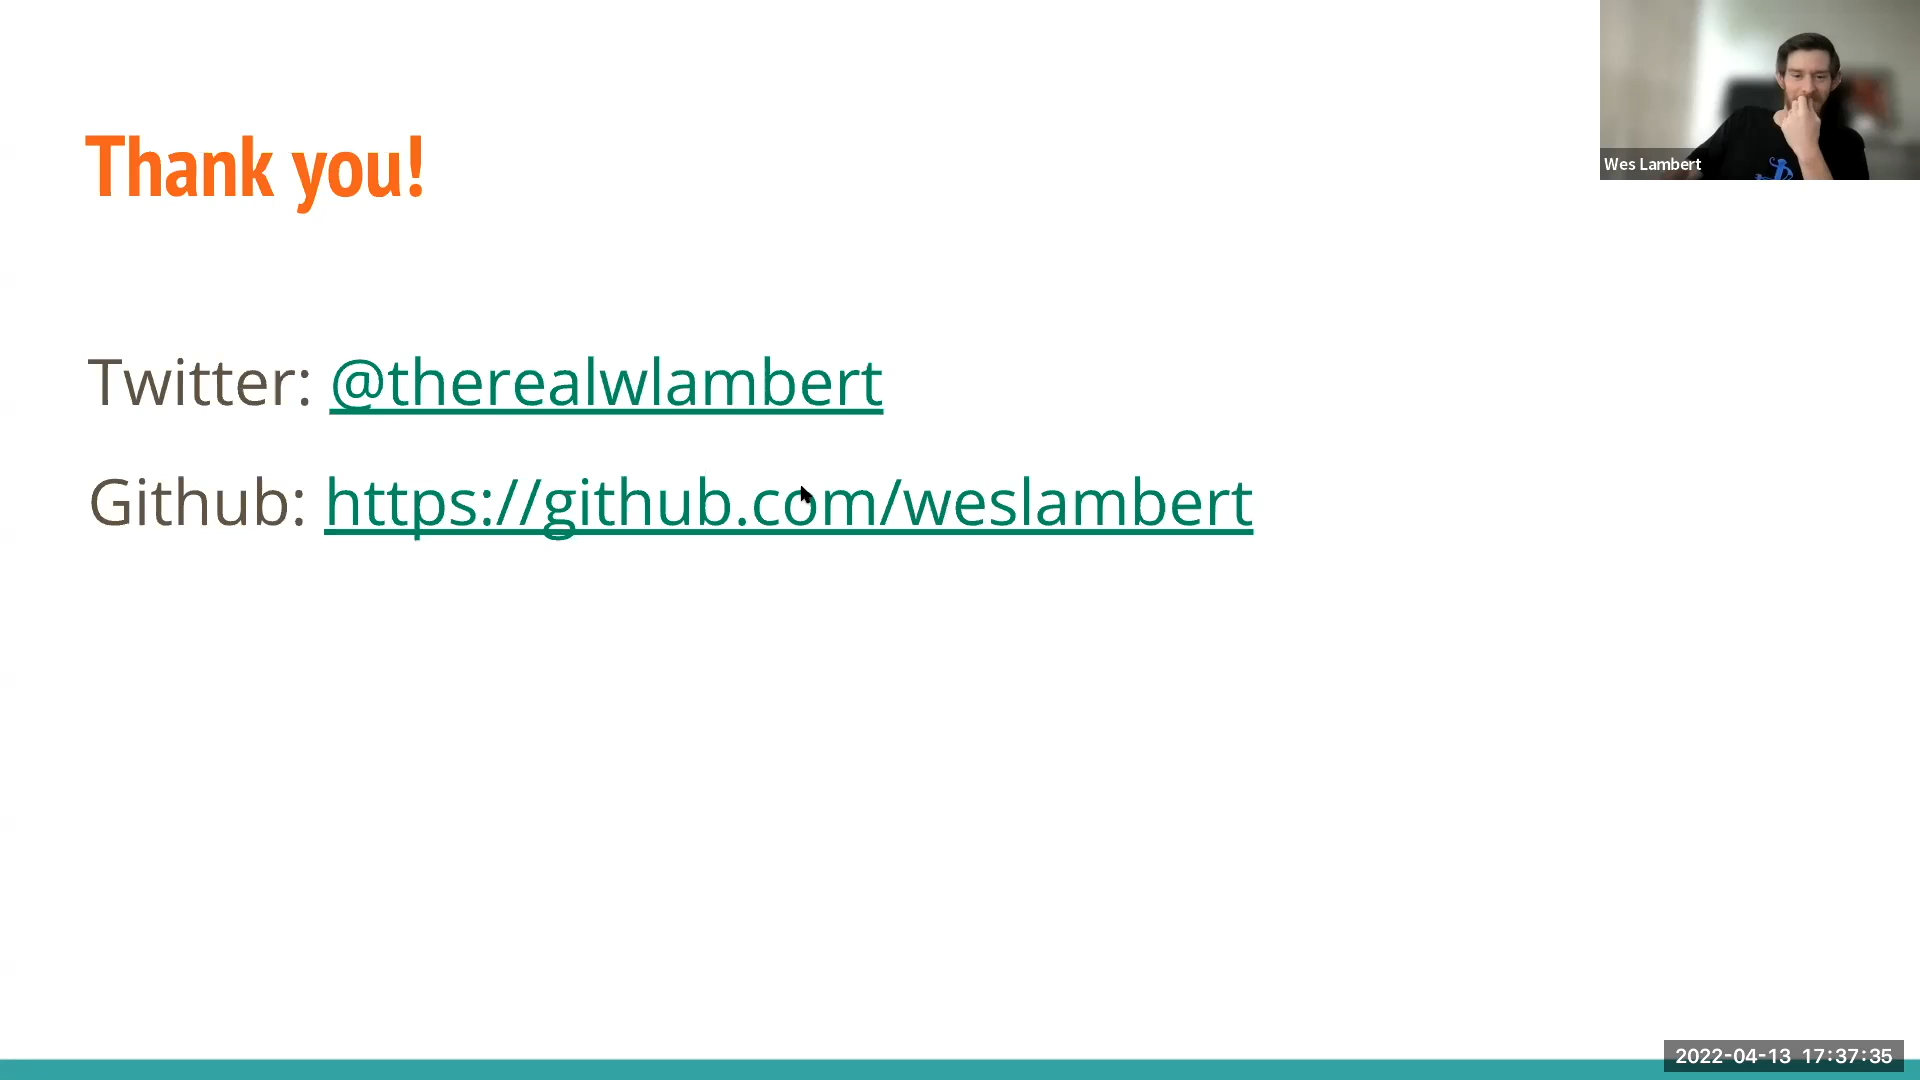 Thank you!
Wes Lambert
Twitter: @therealwlambert
Github: https://github.com/weslambert
2022-04-13 17:37:35